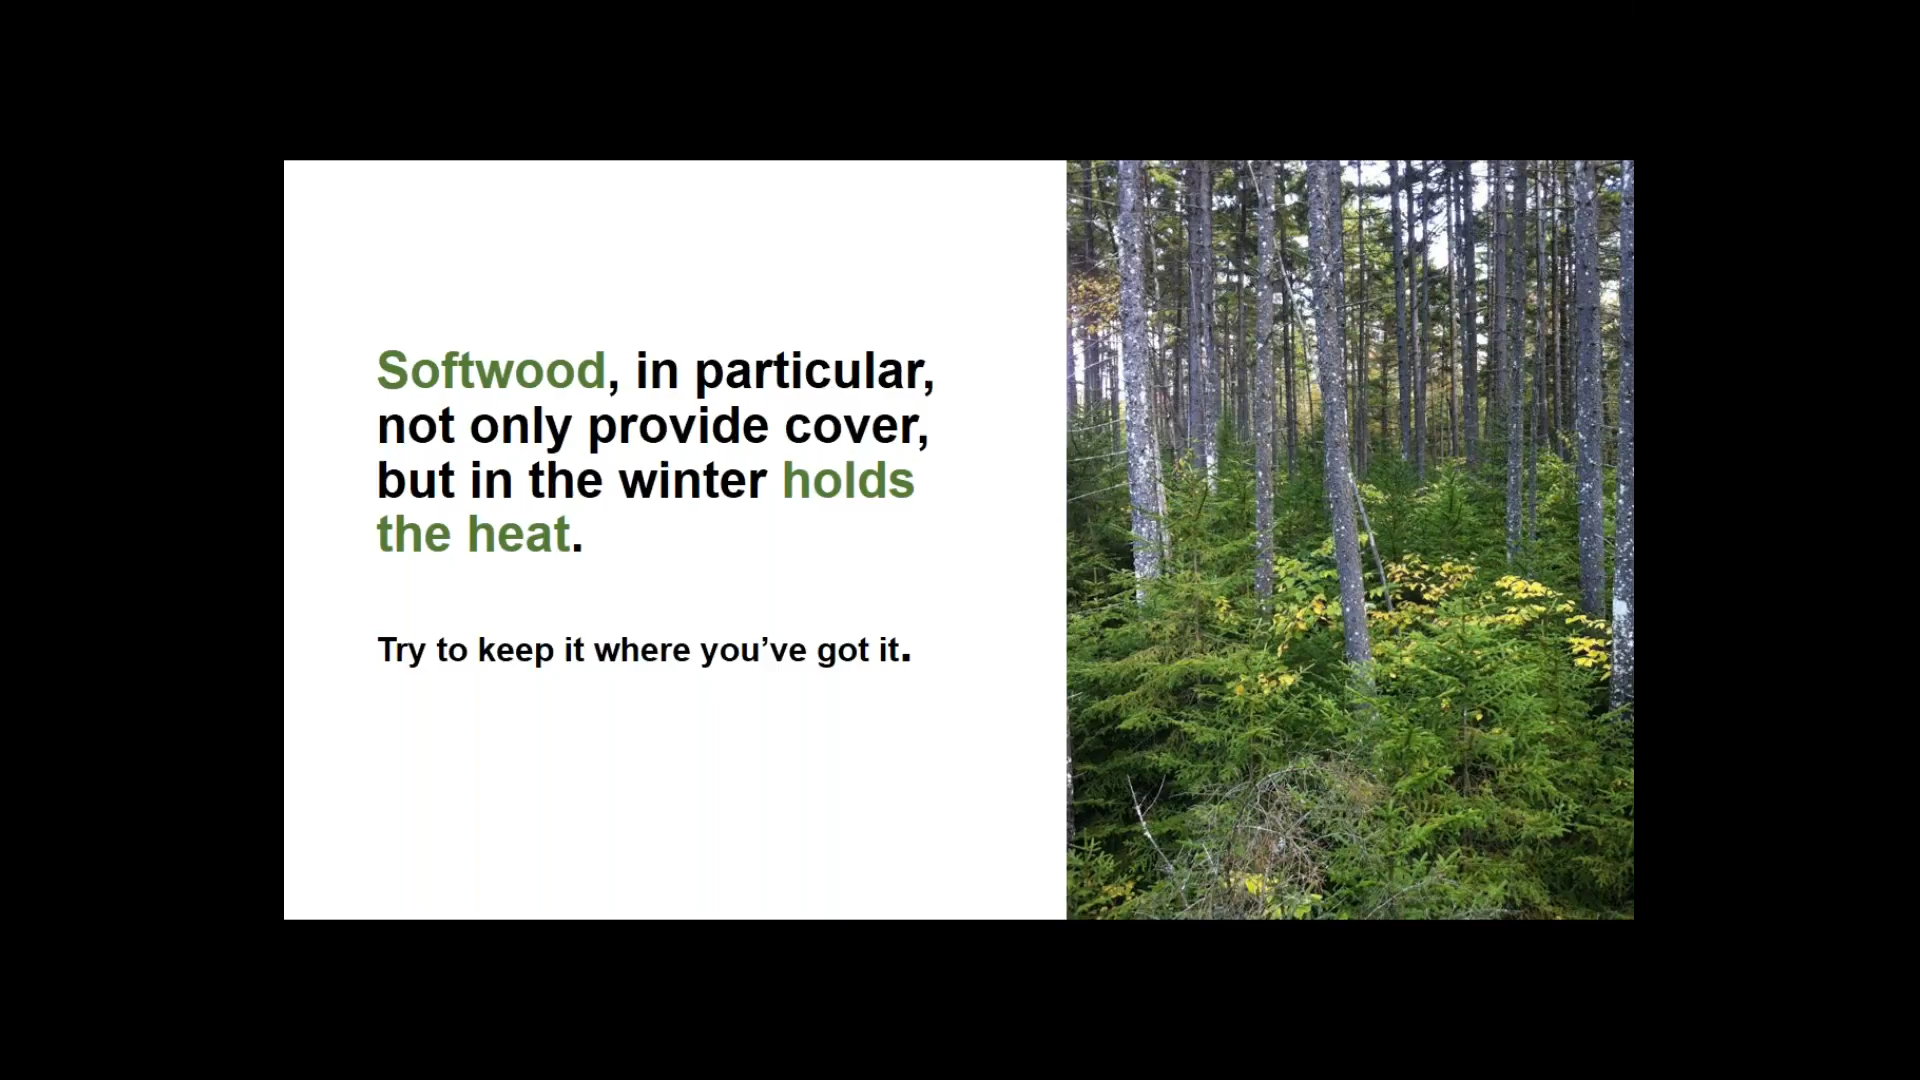 Softwood, in particular,
not only provide cover,
but in the winter holds
the heat.
Try to keep it where you’ve got it.